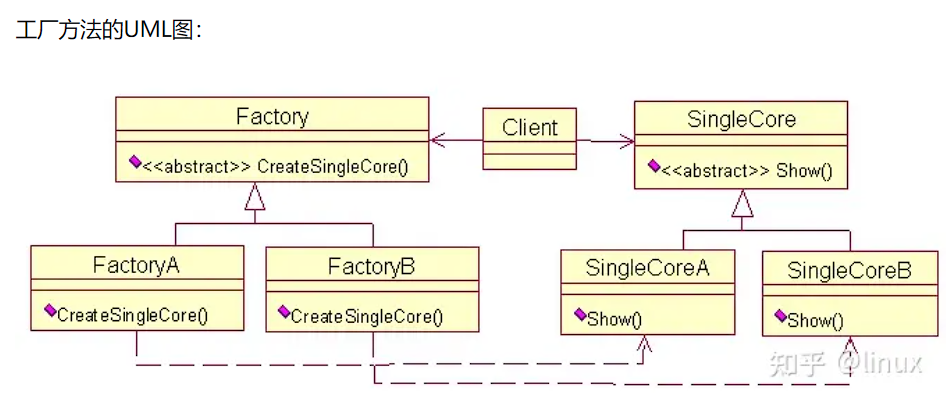 工厂方法的UML图：
Factory
<<abstract>> CreateSingleCore()
Client
SingleCore
<<abstract>> Show()
FactoryA
CreateSingleCore()
FactoryB
CreateSingleCore()
SingleCoreA
Show()
SingleCoreB
Show()
知乎 @linux